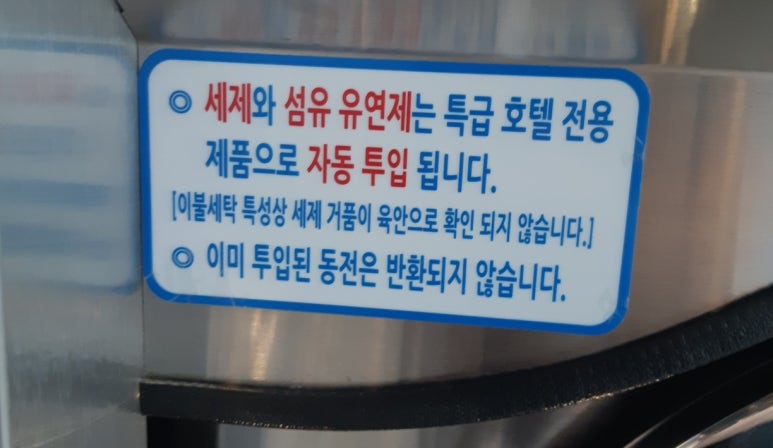 ◎ 세제와 섬유 유연제는 특급 호텔 전용
제품으로 자동 투입 됩니다.
[이불세탁 특성상 세제 거품이 육안으로 확인 되지 않습니다.]
◎ 이미 투입된 동전은 반환되지 않습니다.